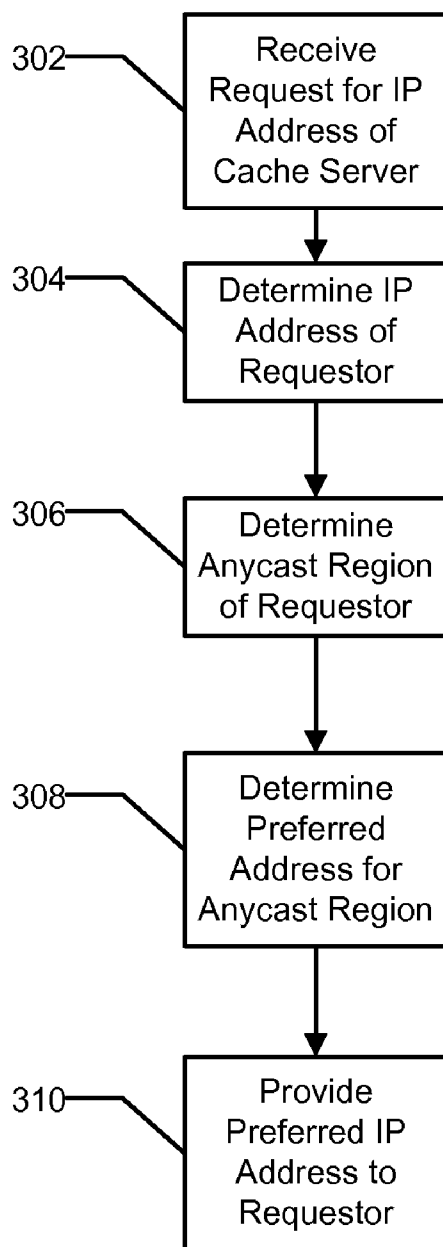 302
Receive
Request for IP
Address of
Cache Server
304
Determine IP
Address of
Requestor
306
Determine
Anycast Region
of Requestor
308
Determine
Preferred
Address for
Anycast Region
310
Provide
Preferred IP
Address to
Requestor